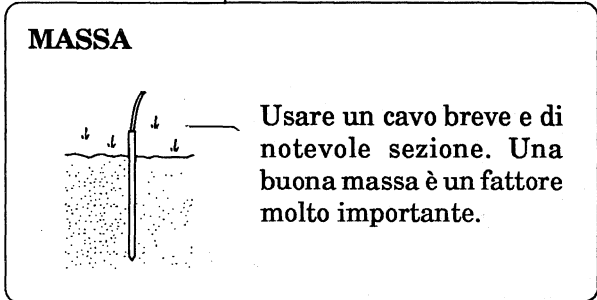 MASSA
Usare un cavo breve e di
notevole sezione. Una
buona massa è un fattore
molto importante.